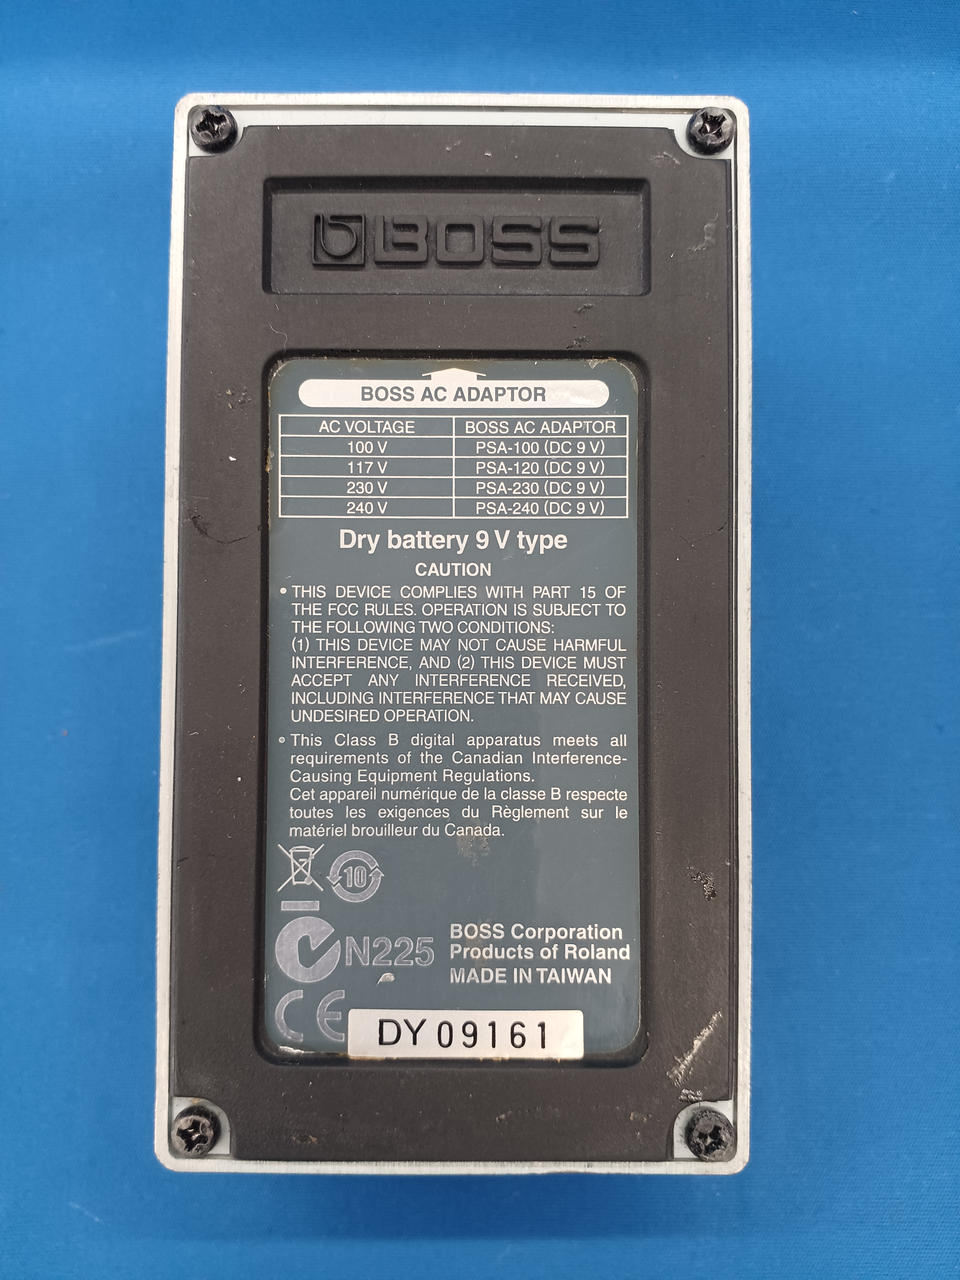 BOSS
BOSS AC ADAPTOR
AC VOLTAGE BOSS AC ADAPTOR
100 V PSA-100 (DC 9 V)
117 V PSA-120 (DC 9 V)
230 V PSA-230 (DC 9 V)
240 V PSA-240 (DC 9 V)
Dry battery 9 V type
CAUTION
• THIS DEVICE COMPLIES WITH PART 15 OF
THE FCC RULES. OPERATION IS SUBJECT TO
THE FOLLOWING TWO CONDITIONS:
(1) THIS DEVICE MAY NOT CAUSE HARMFUL
INTERFERENCE, AND (2) THIS DEVICE MUST
ACCEPT ANY INTERFERENCE RECEIVED,
INCLUDING INTERFERENCE THAT MAY CAUSE
UNDESIRED OPERATION.
• This Class B digital apparatus meets all
requirements of the Canadian Interference-
Causing Equipment Regulations.
Cet appareil numérique de la classe B respecte
toutes les exigences du Règlement sur le
matériel brouilleur du Canada.
10
N225
BOSS Corporation
Products of Roland
MADE IN TAIWAN
CE
DY 09161